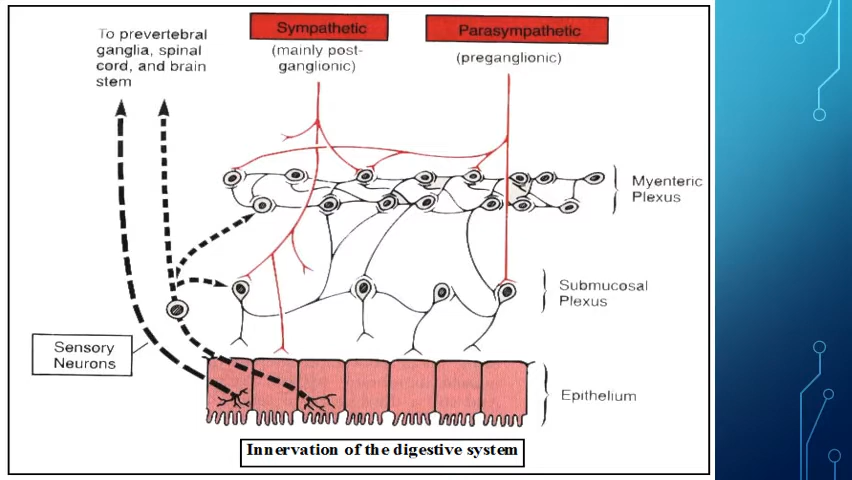 To prevertebral
ganglia, spinal
cord, and brain
stem
Sympathetic
(mainly post-
ganglionic)
Parasympathetic
(preganglionic)
Myenteric
Plexus
Submucosal
Plexus
Sensory
Neurons
Epithelium
Innervation of the digestive system